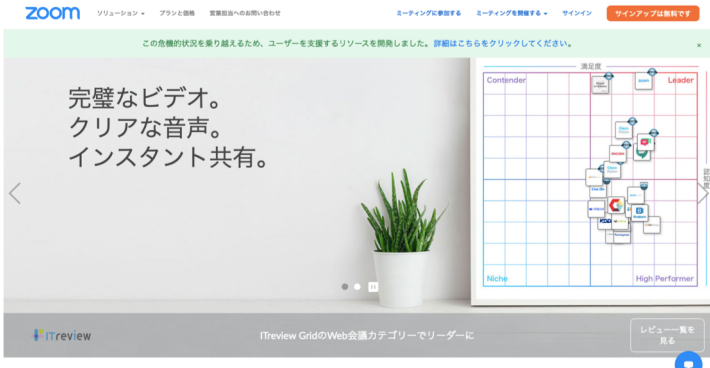 zoom
ソリューション
プランと価格
営業担当へのお問い合わせ
ミーティングに参加する
ミーティングを開催する
サインイン
サインアップは無料です
この危機的状況を乗り越えるため、ユーザーを支援するリソースを開発しました。 詳細はこちらをクリックしてください。
×
完璧なビデオ。
クリアな音声。
インスタント共有。
満足度
Contender
Leader
認知度
Niche
High Performer
ITreview
ITreview GridのWeb会議カテゴリーでリーダーに
レビュー一覧を
見る